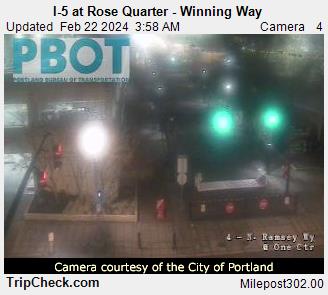 I-5 at Rose Quarter - Winning Way
Updated Feb 22 2024 3:58 AM Camera 4
PBOT
PORTLAND BUREAU OF TRANSPORTATION
4 - N. Ramsey Wy
@ One Ctr
Camera courtesy of the City of Portland
TripCheck.com Milepost302.00